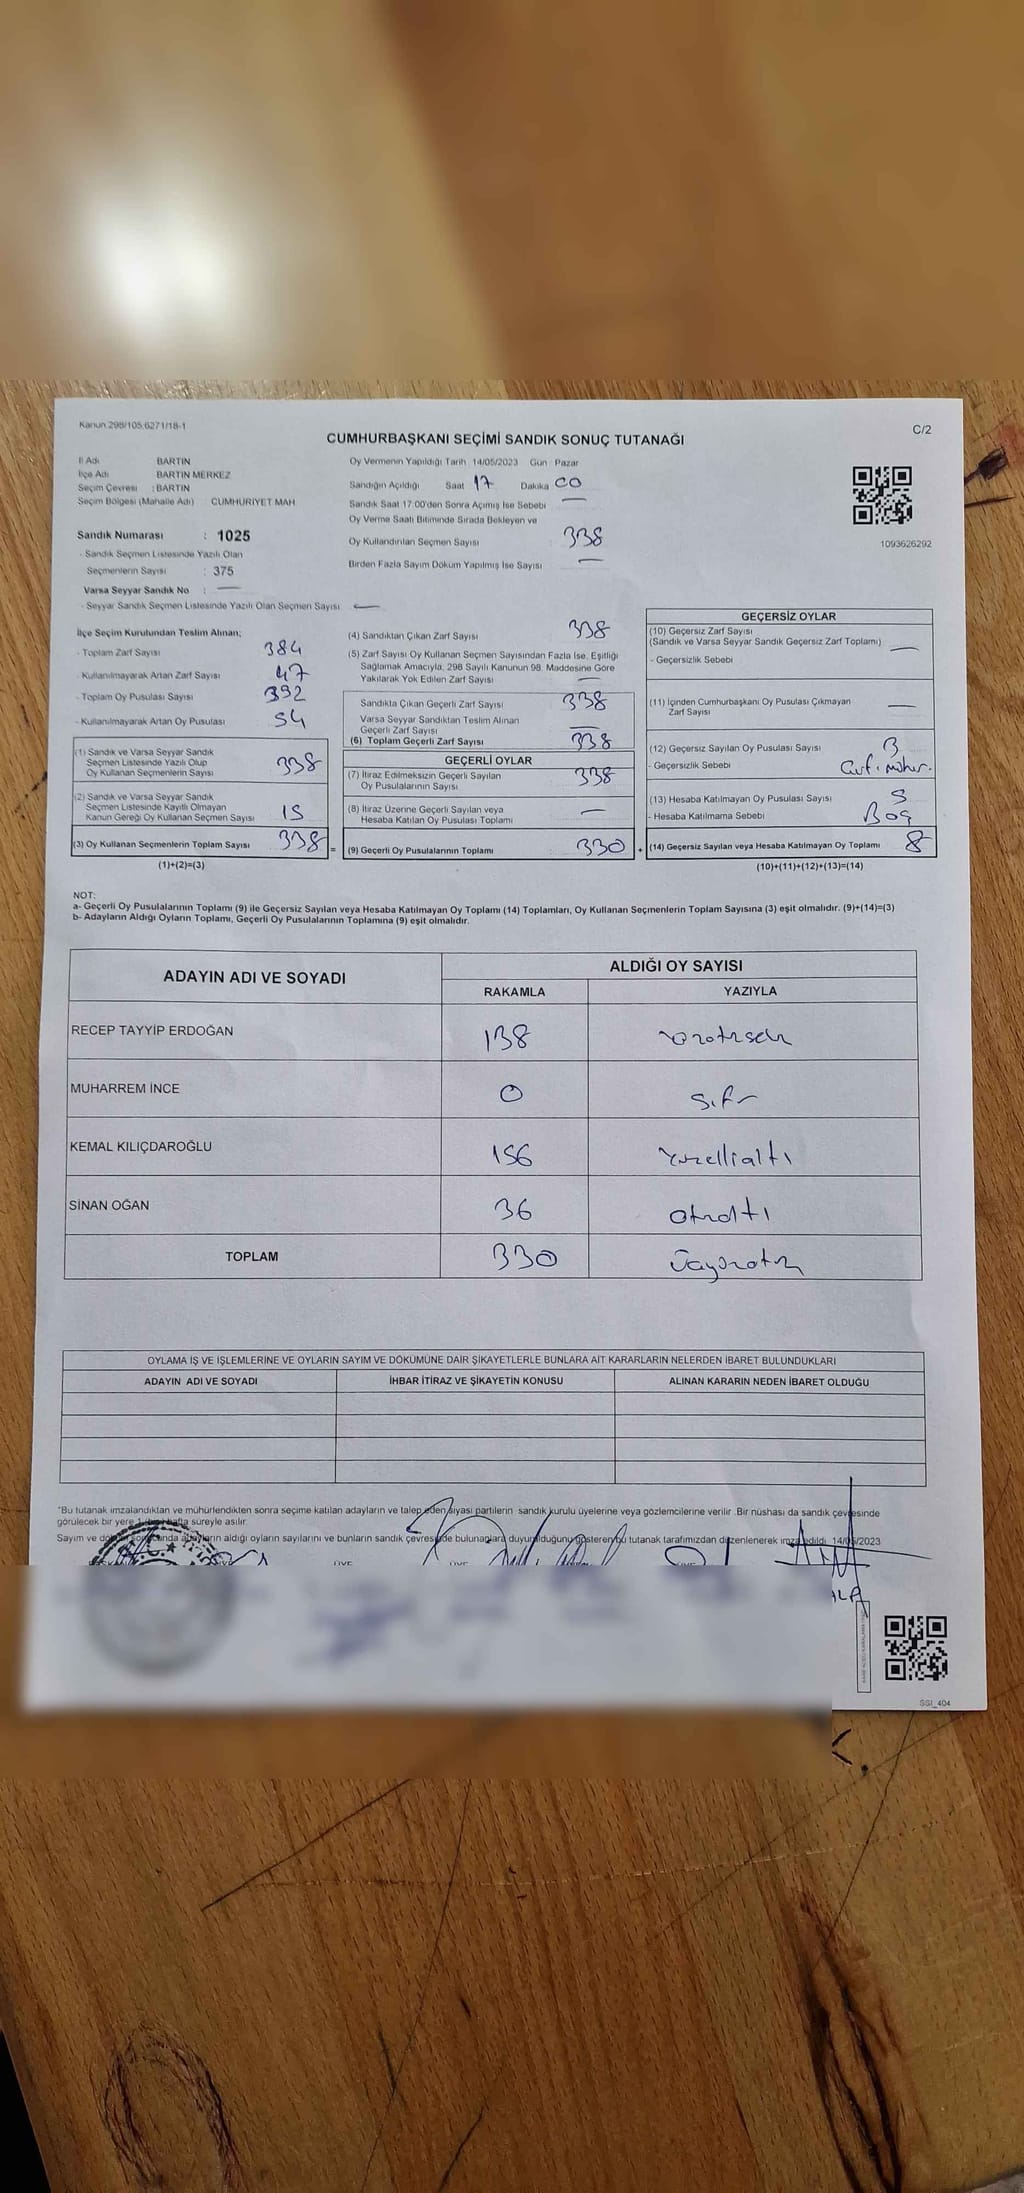 Kanun.298/105.6271/18-1
C/2
CUMHURBAŞKANI SEÇİMİ SANDIK SONUÇ TUTANAĞI
İl Adı BARTIN
İlçe Adı BARTIN MERKEZ
Seçim Çevresi : BARTIN
Seçim Bölgesi (Mahalle Adı) CUMHURİYET MAH.
Sandık Numarası : 1025
- Sandık Seçmen Listesinde Yazılı Olan
Seçmenlerin Sayısı : 375
Varsa Seyyar Sandık No : —
- Seyyar Sandık Seçmen Listesinde Yazılı Olan Seçmen Sayısı —
Oy Vermenin Yapıldığı Tarih 14/05/2023 Gün Pazar
Sandığın Açıldığı Saat 17 Dakika 00
Sandık Saat 17:00'den Sonra Açımış İse Sebebi —
Oy Verme Saati Bitiminde Sırada Bekleyen ve
Oy Kullandırılan Seçmen Sayısı 338
Birden Fazla Sayım Döküm Yapılmış İse Sayısı —
1093626292
İlçe Seçim Kurulundan Teslim Alınan;
- Toplam Zarf Sayısı 384
- Kullanılmayarak Artan Zarf Sayısı 47
- Toplam Oy Pusulası Sayısı 392
- Kullanılmayarak Artan Oy Pusulası 54
(1) Sandık ve Varsa Seyyar Sandık
Seçmen Listesinde Yazılı Olup
Oy Kullanan Seçmenlerin Sayısı 338
(2) Sandık ve Varsa Seyyar Sandık
Seçmen Listesinde Kayıtlı Olmayan
Kanun Gereği Oy Kullanan Seçmen Sayısı 15
(3) Oy Kullanan Seçmenlerin Toplam Sayısı 338 =
(1)+(2)=(3)
(4) Sandıktan Çıkan Zarf Sayısı 338
(5) Zarf Sayısı Oy Kullanan Seçmen Sayısından Fazla İse, Eşitliği
Sağlamak Amacıyla, 298 Sayılı Kanunun 98. Maddesine Göre
Yakılarak Yok Edilen Zarf Sayısı —
Sandıkta Çıkan Geçerli Zarf Sayısı 338
Varsa Seyyar Sandıktan Teslim Alınan
Geçerli Zarf Sayısı —
(6) Toplam Geçerli Zarf Sayısı 338
GEÇERLİ OYLAR
(7) İtiraz Edilmeksizin Geçerli Sayılan
Oy Pusulalarının Sayısı 338
(8) İtiraz Üzerine Geçerli Sayılan veya
Hesaba Katılan Oy Pusulası Toplamı —
(9) Geçerli Oy Pusulalarının Toplamı 330 +
GEÇERSİZ OYLAR
(10) Geçersiz Zarf Sayısı
(Sandık ve Varsa Seyyar Sandık Geçersiz Zarf Toplamı) —
- Geçersizlik Sebebi
(11) İçinden Cumhurbaşkanı Oy Pusulası Çıkmayan
Zarf Sayısı —
(12) Geçersiz Sayılan Oy Pusulası Sayısı 3
- Geçersizlik Sebebi Çift mühür.
(13) Hesaba Katılmayan Oy Pusulası Sayısı 5
- Hesaba Katılmama Sebebi Boş
(14) Geçersiz Sayılan veya Hesaba Katılmayan Oy Toplamı 8
(10)+(11)+(12)+(13)=(14)
NOT:
a- Geçerli Oy Pusulalarının Toplamı (9) ile Geçersiz Sayılan veya Hesaba Katılmayan Oy Toplamı (14) Toplamları, Oy Kullanan Seçmenlerin Toplam Sayısına (3) eşit olmalıdır. (9)+(14)=(3)
b- Adayların Aldığı Oyların Toplamı, Geçerli Oy Pusulalarının Toplamına (9) eşit olmalıdır.
ADAYIN ADI VE SOYADI
ALDIĞI OY SAYISI
RAKAMLA YAZIYLA
RECEP TAYYİP ERDOĞAN 138
MUHARREM İNCE 0 Sıfır
KEMAL KILIÇDAROĞLU 156 Yüzellialtı
SİNAN OĞAN 36 Otuzaltı
TOPLAM 330 Üçyüzotuz
OYLAMA İŞ VE İŞLEMLERİNE VE OYLARIN SAYIM VE DÖKÜMÜNE DAİR ŞİKAYETLERLE BUNLARA AİT KARARLARIN NELERDEN İBARET BULUNDUKLARI
ADAYIN ADI VE SOYADI İHBAR İTİRAZ VE ŞİKAYETİN KONUSU ALINAN KARARIN NEDEN İBARET OLDUĞU
"Bu tutanak imzalandıktan ve mühürlendikten sonra seçime katılan adayların ve talep eden siyasi partilerin sandık kurulu üyelerine veya gözlemcilerine verilir. Bir nüshası da sandık çevresinde
görülecek bir yere 1 hafta süreyle asılır.
Sayım ve döküm sonucunda adayların aldığı oyların sayılarını ve bunların sandık çevresinde bulunanlara duyurulduğunu gösteren bu tutanak tarafımızdan düzenlenerek imzalandı. 14/05/2023
SSI_404